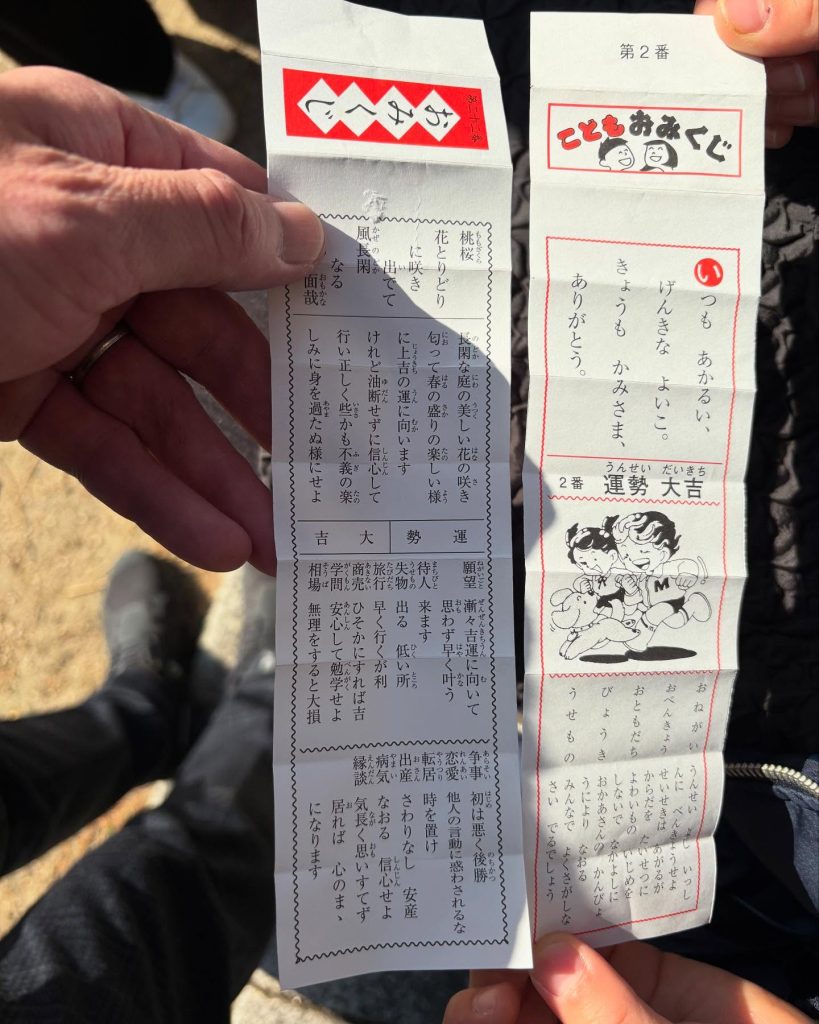 おみくじ
第二十二番
桃桜
花とりどり
に咲き
出でて
風長閑
なる
面哉
長閑な庭の美しい花の咲き
匂って春の盛りの楽しい様
に上吉の運に向います
けれど油断せずに信心して
行い正しく些かも不義の楽
しみに身を過たぬ様にせよ
運勢 大吉
願望 漸々吉運に向いて
思わず早く叶う
待人 来ます
失物 出る 低い所
旅行 早く行くが利
商売 ひそかにすれば吉
学問 安心して勉学せよ
相場 無理をすると大損
争事 初は悪く後勝
恋愛 他人の言動に惑わされるな
転居 時を置け
出産 さわりなし 安産
病気 なおる 信心せよ
縁談 気長く思いすてず
居れば 心のまゝ
になります
第2番
こどもおみくじ
いつも あかるい、
げんきな よいこ。
きょうも かみさま、
ありがとう。
2番 運勢 大吉
うんせい だいきち
M
おねがい うんせい よし いっし
んに べんきょうせよ
おべんきょう せいせきは あがるが
からだを たいせつに
おともだち よわいもの いじめを
しないで なかよしに
びょうき おかあさんの かんびょ
うにより なおる
うせもの みんなで よくさがしな
さい でるでしょう